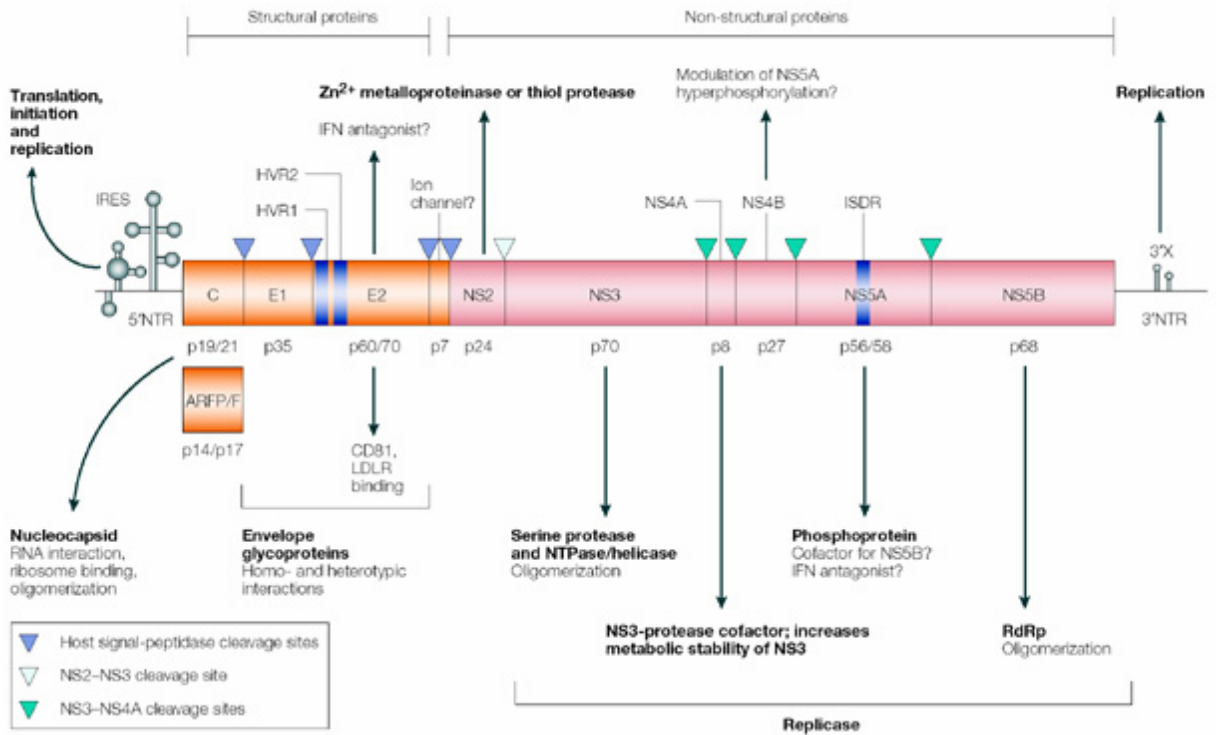 Structural proteins
Non-structural proteins
Translation,
initiation
and
replication
Zn2+ metalloproteinase or thiol protease
Modulation of NS5A
hyperphosphorylation?
Replication
IFN antagonist?
HVR2
HVR1
Ion
channel?
IRES
NS4A
NS4B
ISDR
3'X
C
E1
E2
NS2
NS3
NS5A
NS5B
5'NTR
3'NTR
p19/21
p35
p60/70
p7
p24
p70
p8
p27
p56/58
p68
ARFP/F
p14/p17
CD81,
LDLR
binding
Nucleocapsid
RNA interaction,
ribosome binding,
oligomerization
Envelope
glycoproteins
Homo- and heterotypic
interactions
Serine protease
and NTPase/helicase
Oligomerization
Phosphoprotein
Cofactor for NS5B?
IFN antagonist?
NS3-protease cofactor; increases
metabolic stability of NS3
RdRp
Oligomerization
Host signal-peptidase cleavage sites
NS2–NS3 cleavage site
NS3–NS4A cleavage sites
Replicase